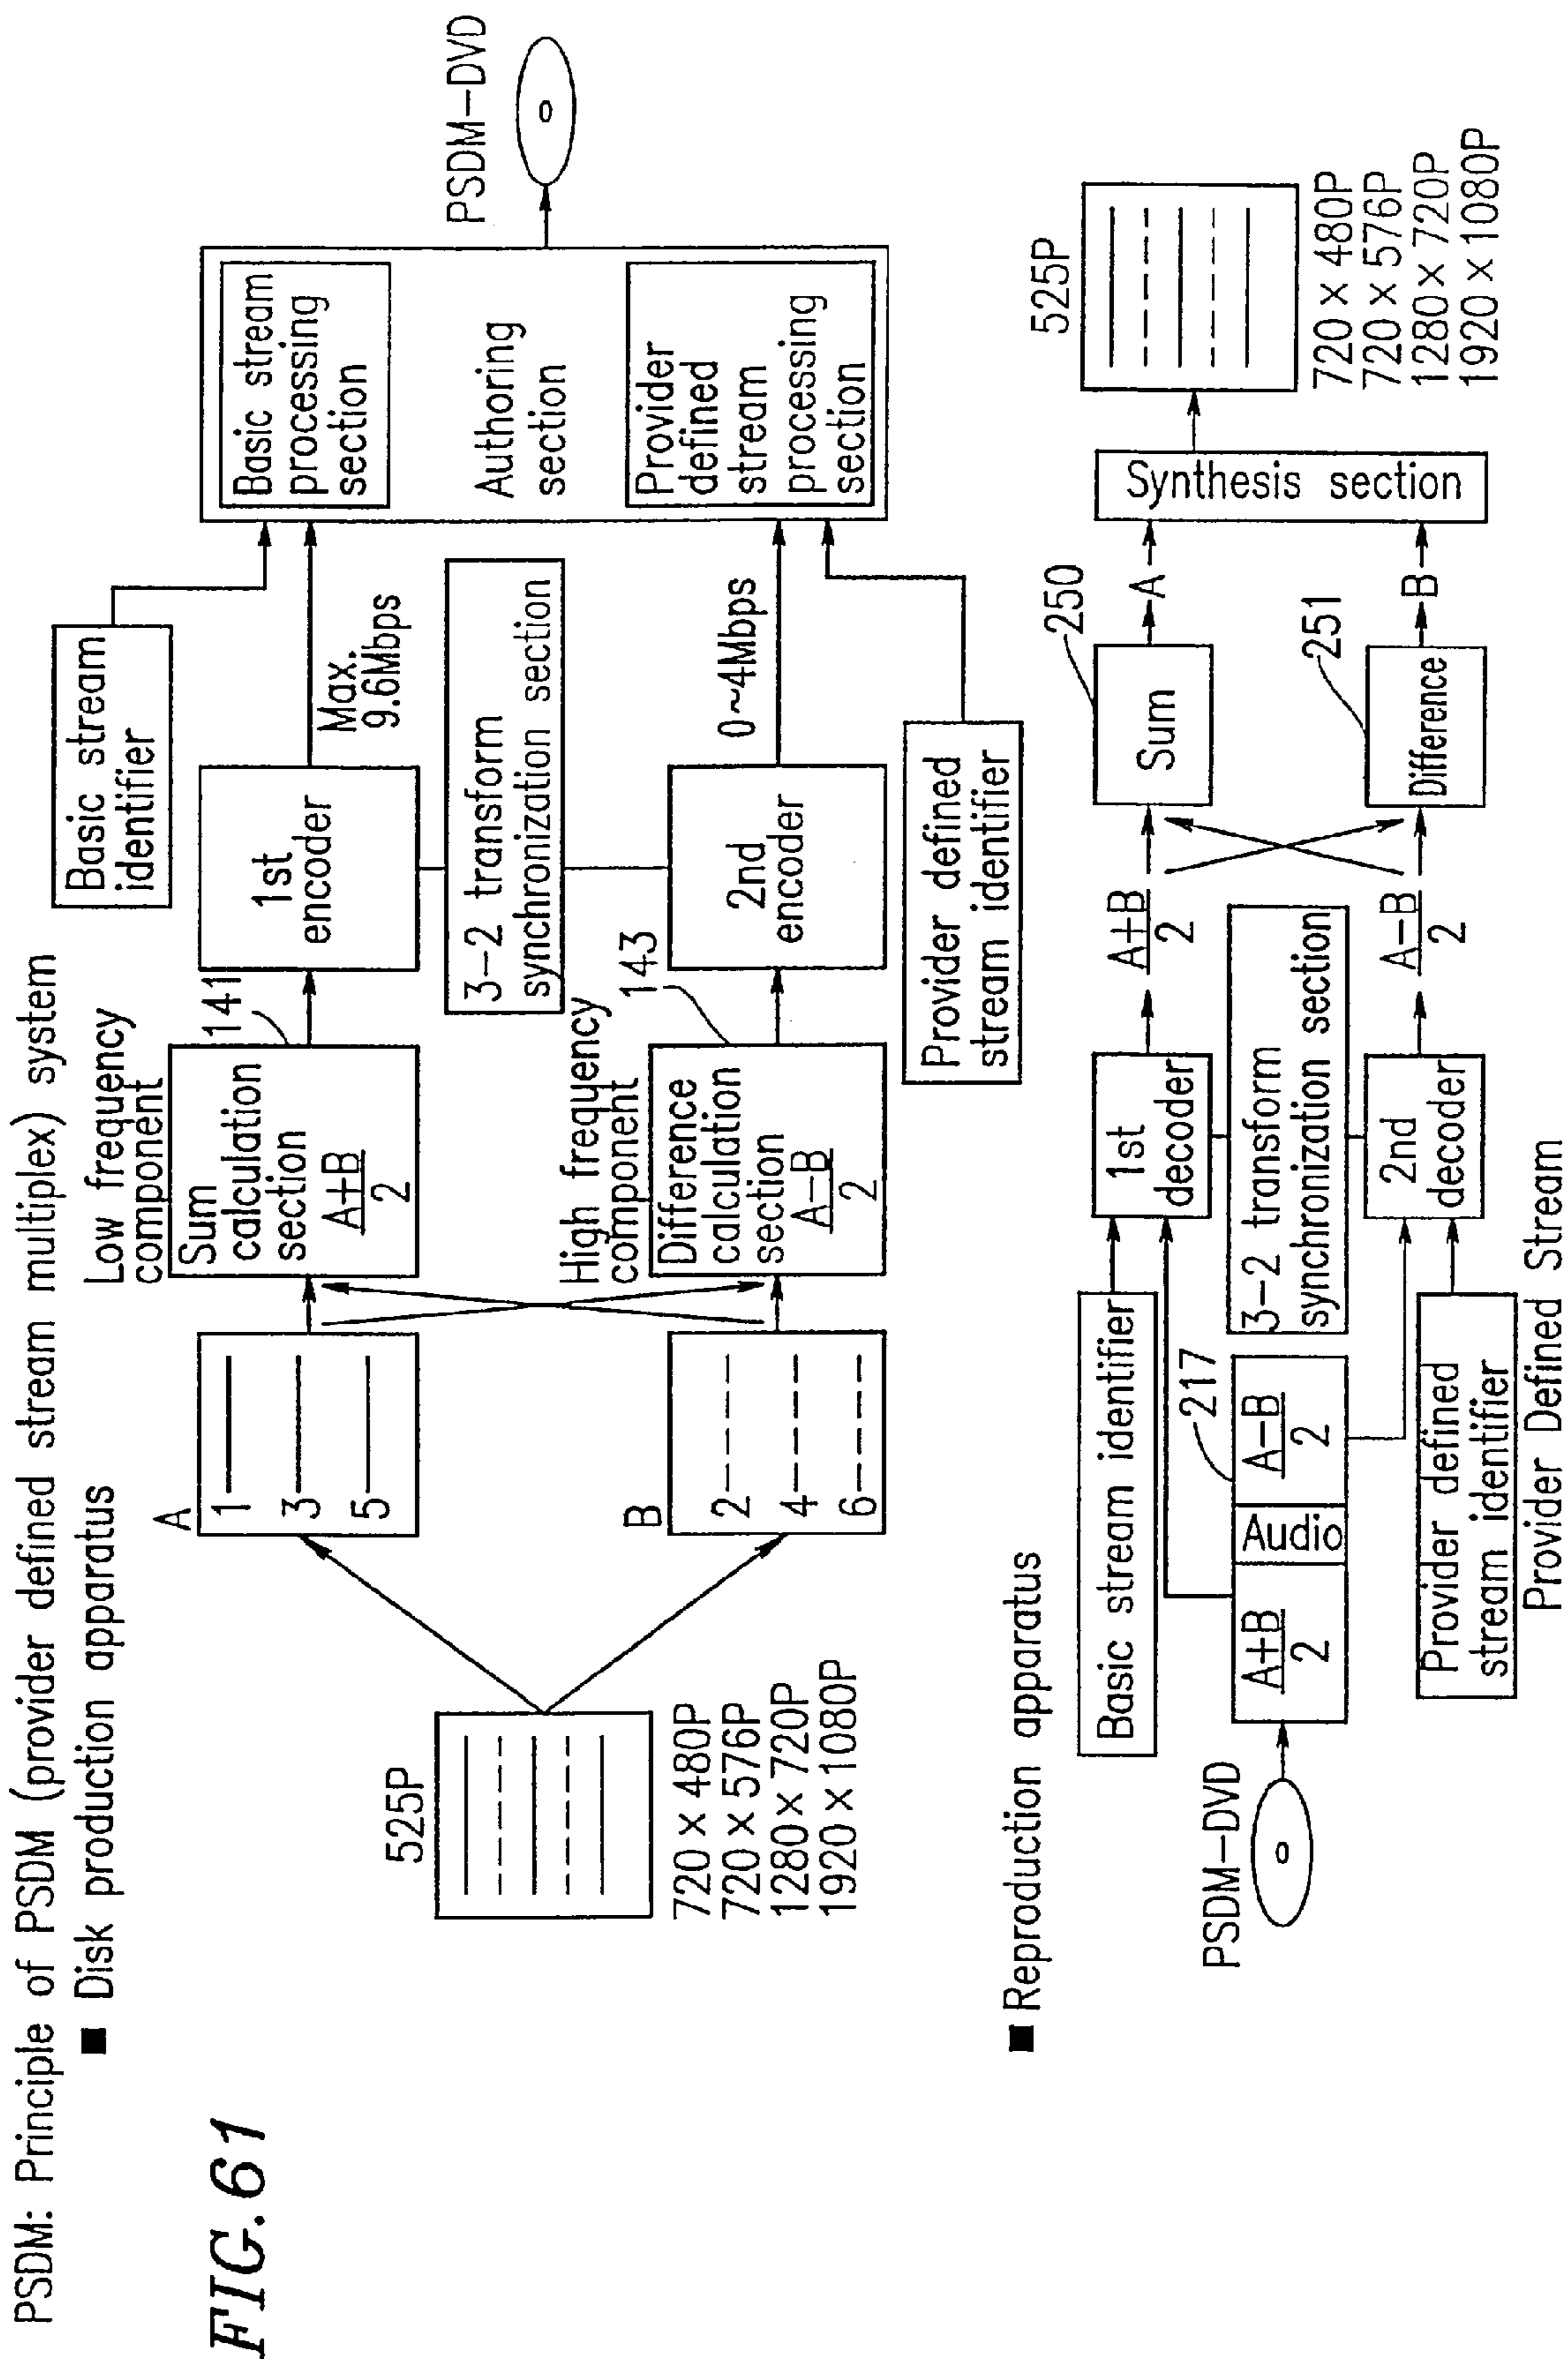 FIG.61
PSDM: Principle of PSDM (provider defined stream multiplex) system
■ Disk production apparatus
525P
720 × 480P
720 × 576P
1280 × 720P
1920 × 1080P
A
1
3
5
B
2
4
6
Low frequency
component
Sum
calculation
section
A+B
2
141
High frequency
component
Difference
calculation
section
A−B
2
143
1st
encoder
3−2 transform
synchronization section
2nd
encoder
Basic stream
identifier
Max.
9.6Mbps
0~4Mbps
Provider defined
stream identifier
Basic stream
processing
section
Authoring
section
Provider
defined
stream
processing
section
PSDM−DVD
■ Reproduction apparatus
PSDM−DVD
Basic stream identifier
A+B
2
Audio
A−B
2
217
Provider defined
stream identifier
Provider Defined Stream
1st
decoder
3−2 transform
synchronization section
2nd
decoder
A+B
2
A−B
2
Sum
250
Difference
251
A
B
Synthesis section
525P
720 × 480P
720 × 576P
1280 × 720P
1920 × 1080P